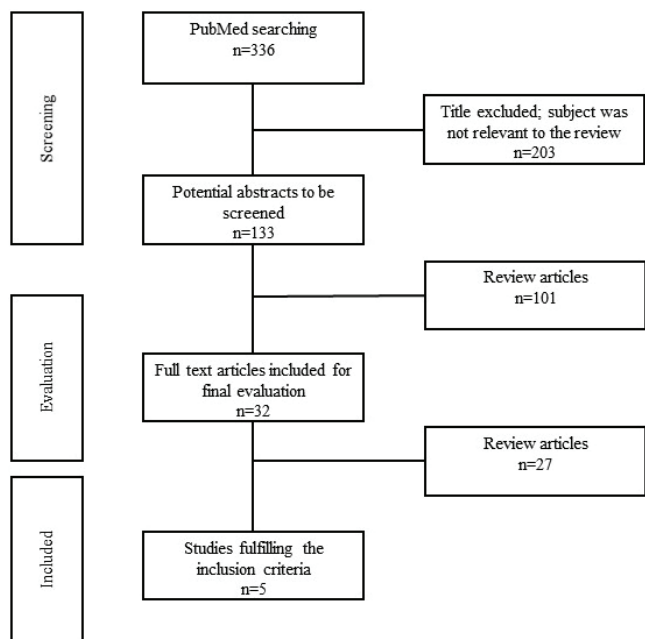 PubMed searching
n=336
Screening
Title excluded; subject was
not relevant to the review
n=203
Potential abstracts to be
screened
n=133
Review articles
n=101
Evaluation
Full text articles included for
final evaluation
n=32
Review articles
n=27
Included
Studies fulfilling the
inclusion criteria
n=5